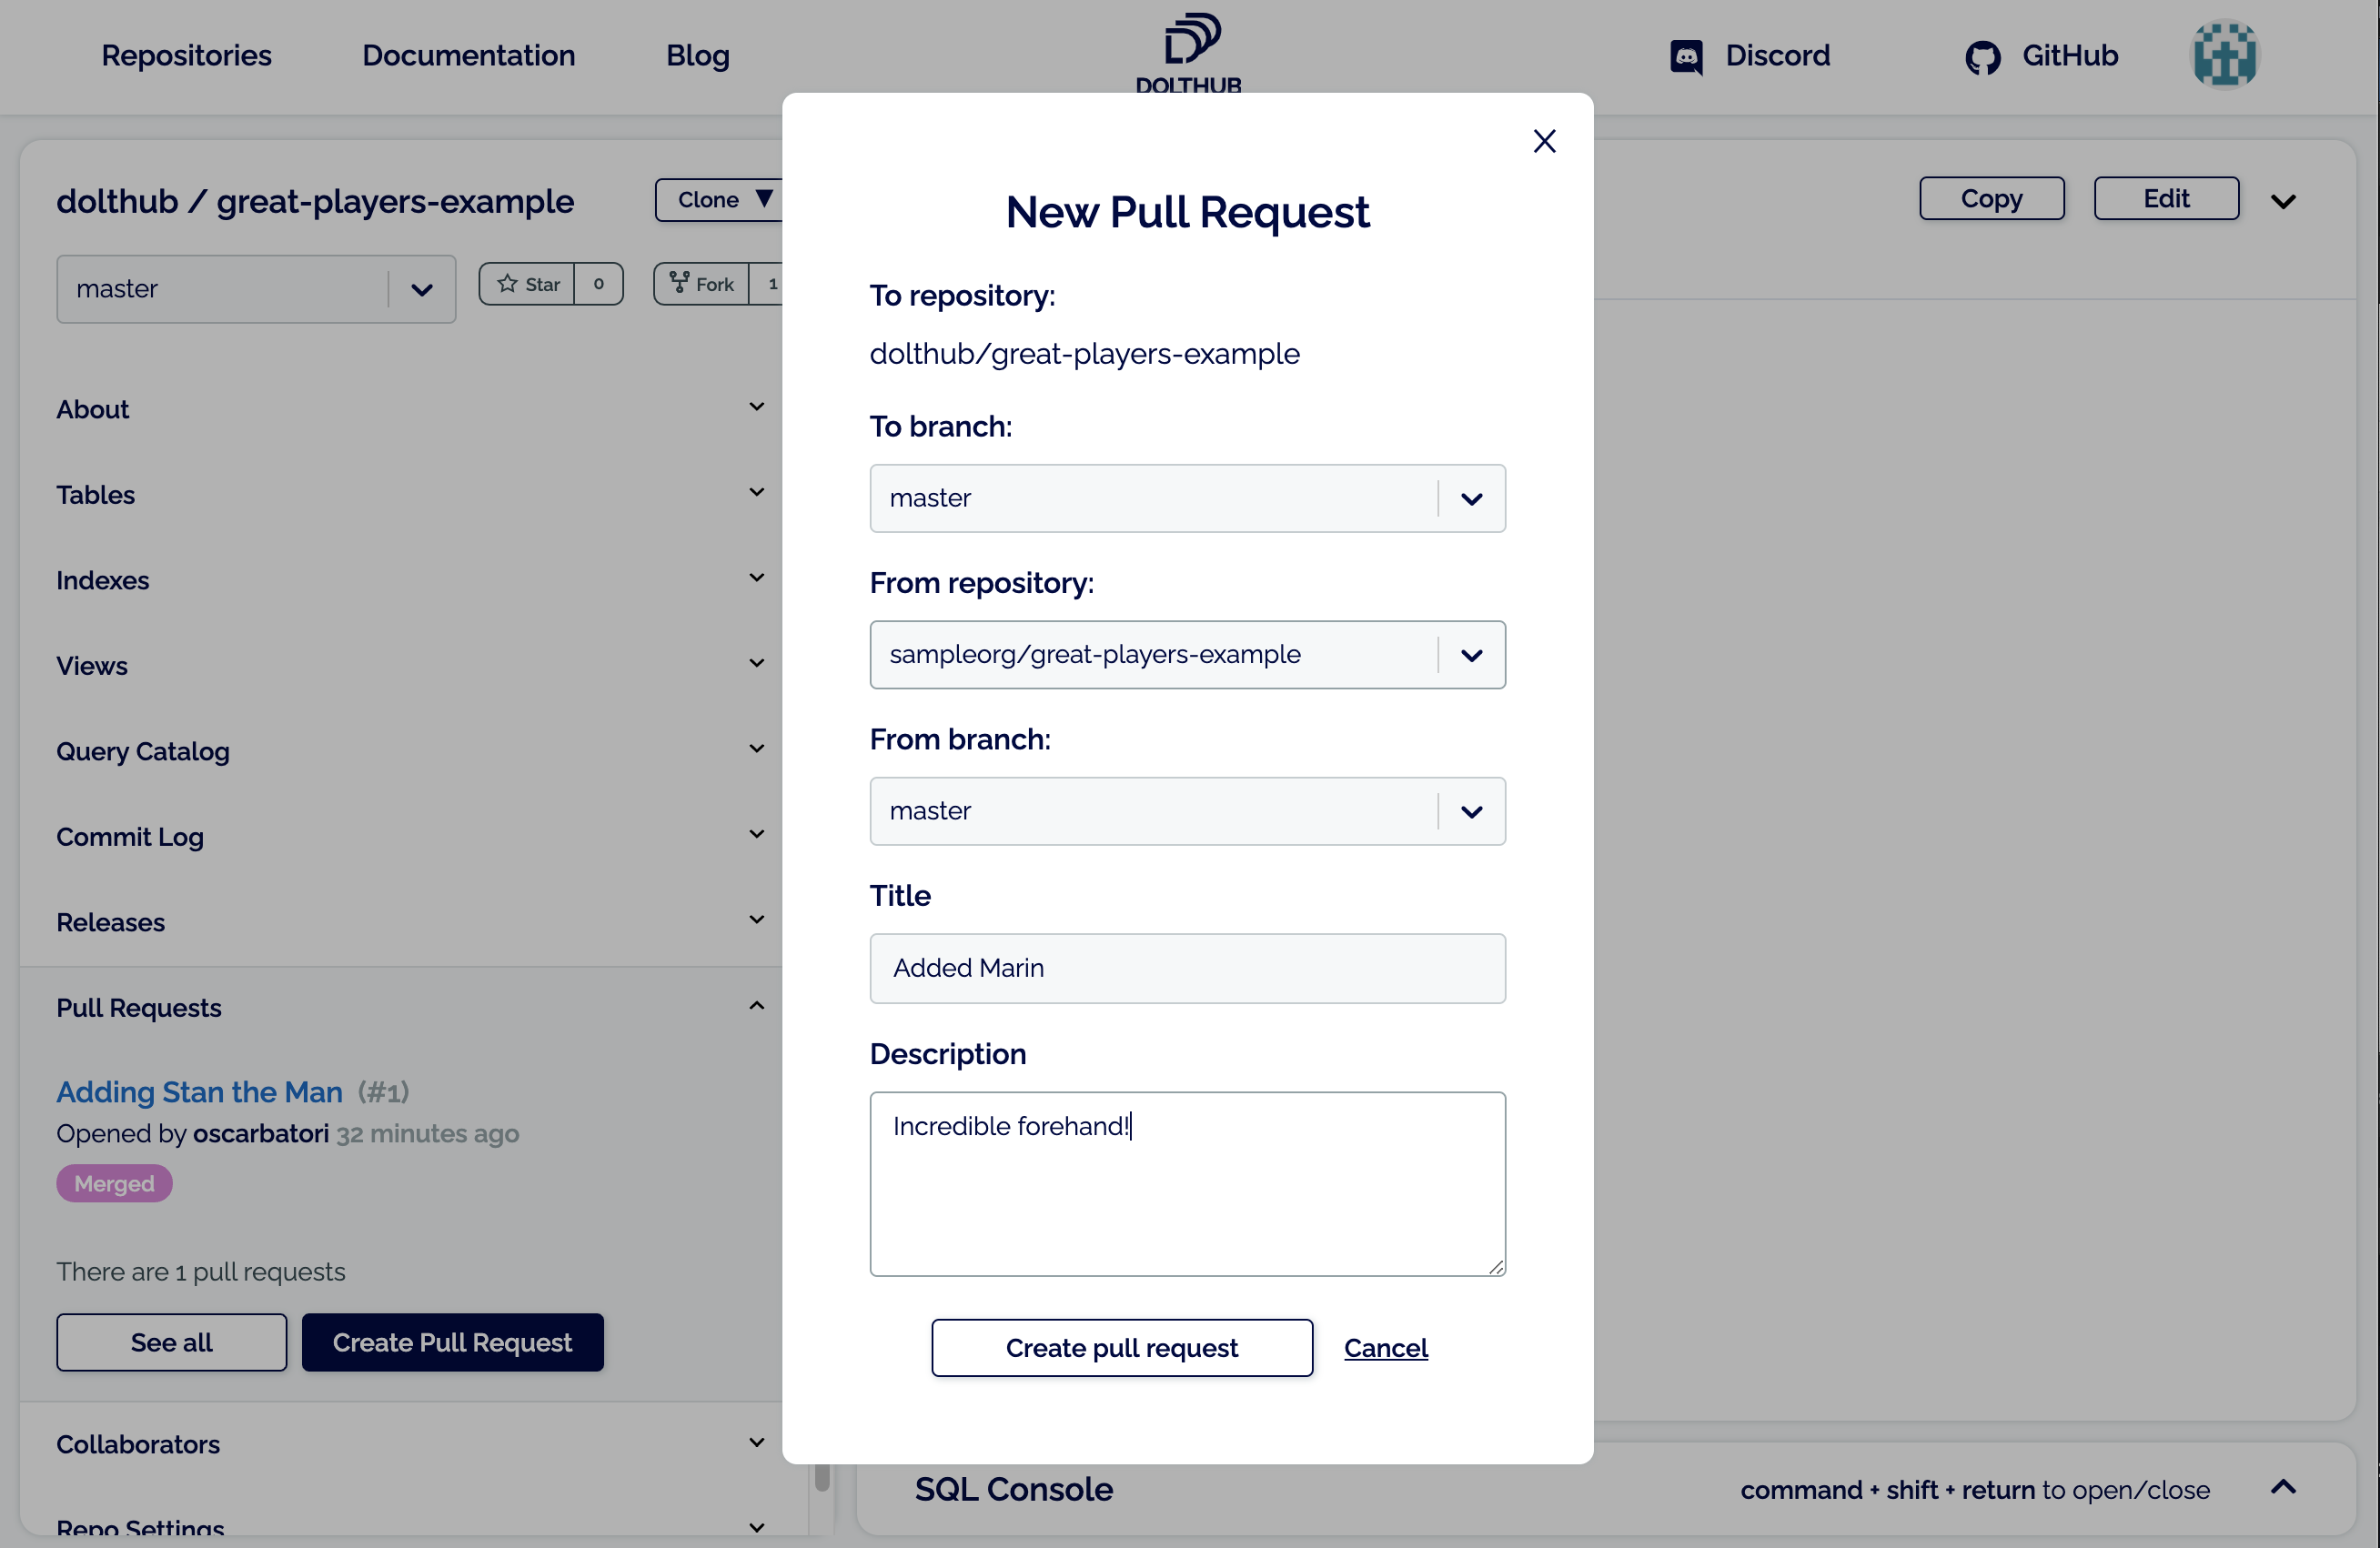 Repositories Documentation Blog DOLTHUB Discord GitHub
dolthub / great-players-example Clone ▼ Copy Edit
master Star 0 Fork 1
About
Tables
Indexes
Views
Query Catalog
Commit Log
Releases
Pull Requests
Adding Stan the Man (#1)
Opened by oscarbatori 32 minutes ago
Merged
There are 1 pull requests
See all Create Pull Request
Collaborators
Repo Settings
New Pull Request
To repository:
dolthub/great-players-example
To branch:
master
From repository:
sampleorg/great-players-example
From branch:
master
Title
Added Marin
Description
Incredible forehand!
Create pull request Cancel
SQL Console command + shift + return to open/close